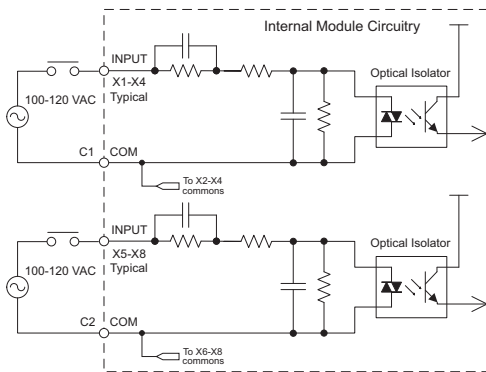 Internal Module Circuitry
INPUT
X1-X4
Typical
Optical Isolator
100-120 VAC
C1
COM
To X2-X4
commons
INPUT
X5-X8
Typical
Optical Isolator
100-120 VAC
C2
COM
To X6-X8
commons